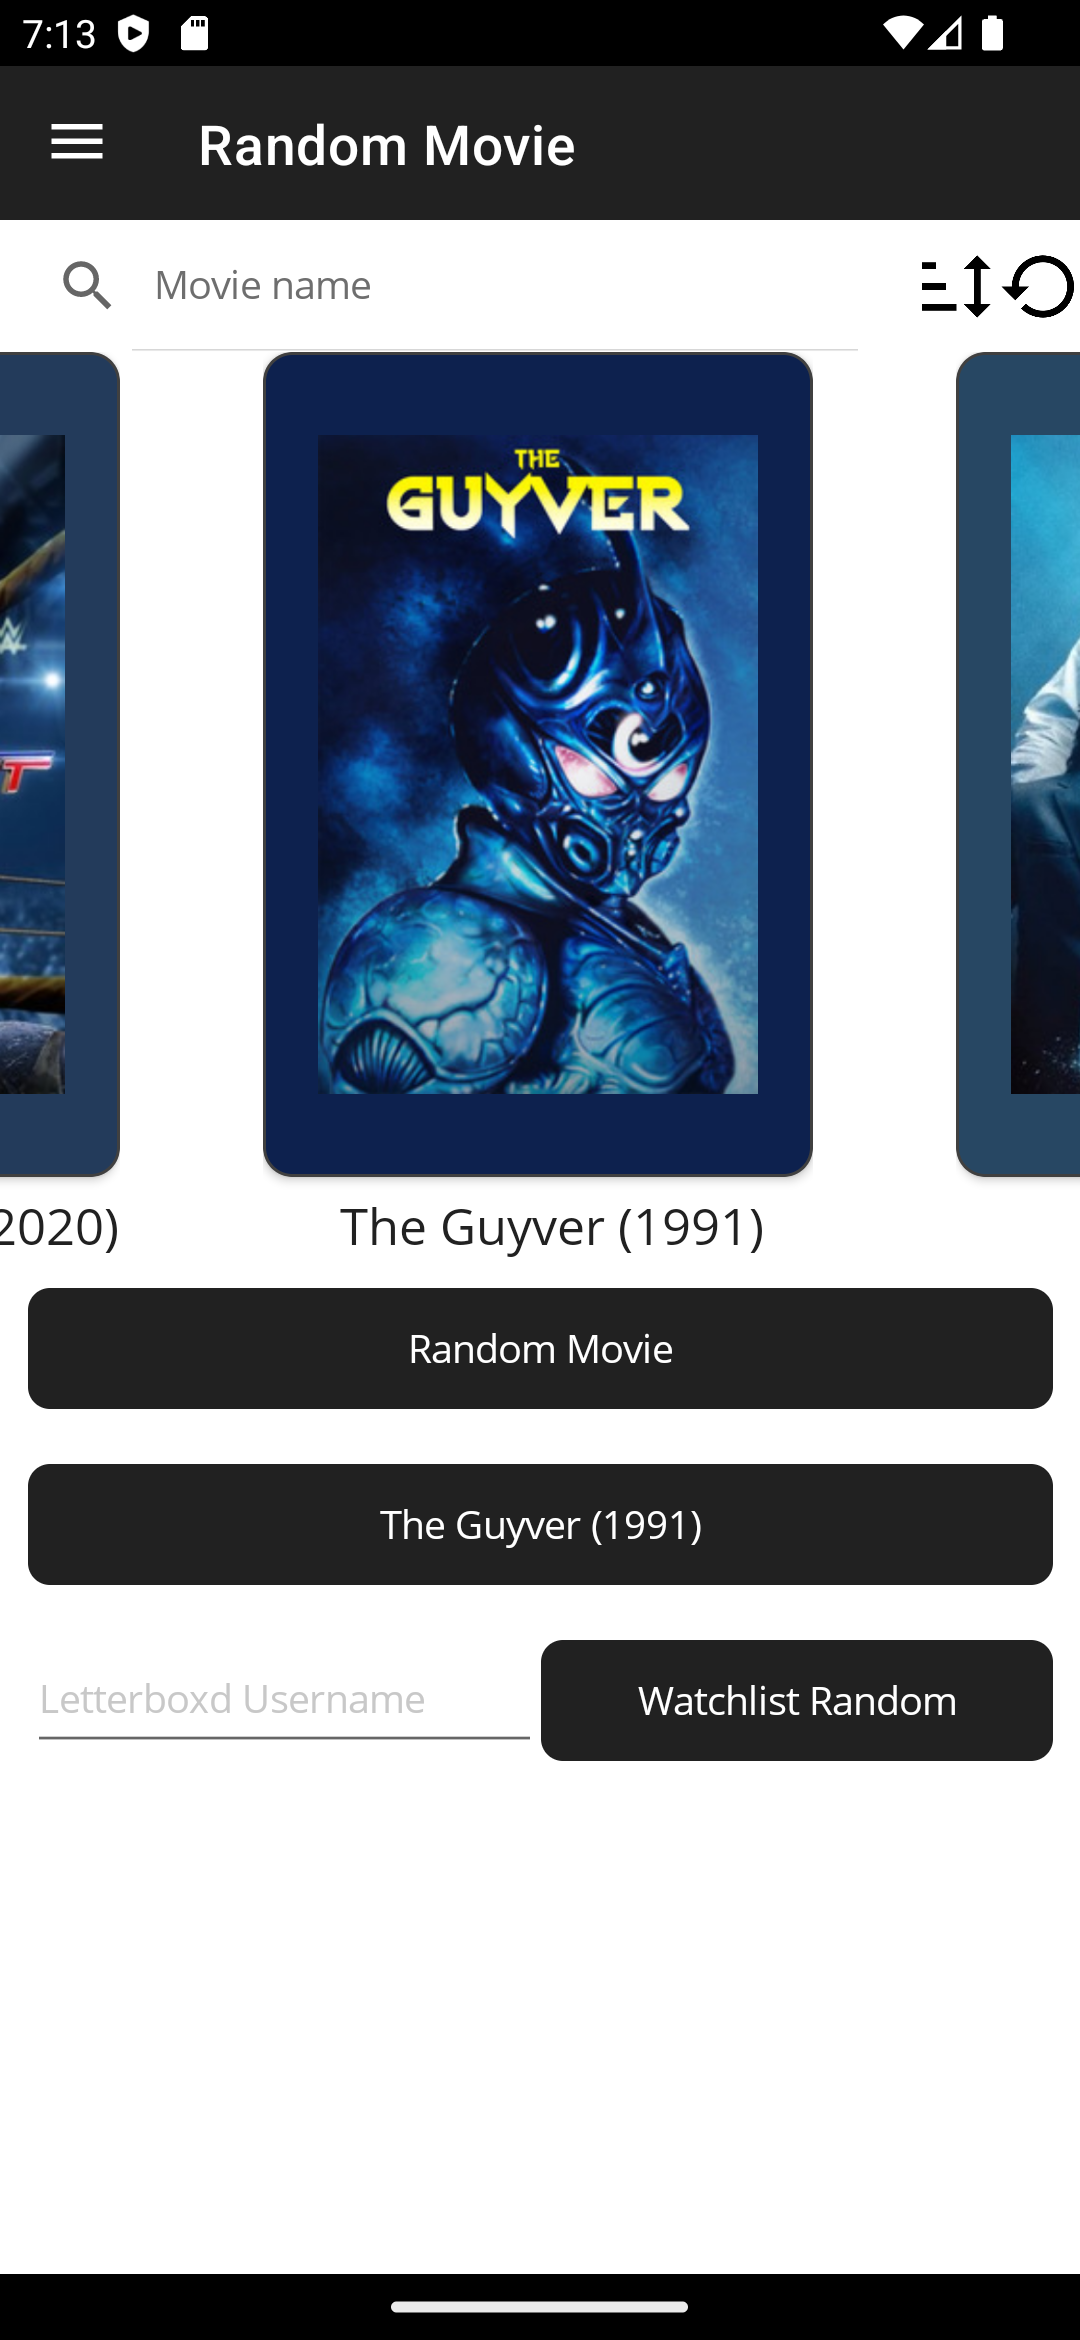 7:13
Random Movie
Movie name
THE
GUYVER
T
2020)
The Guyver (1991)
Random Movie
The Guyver (1991)
Letterboxd Username
Watchlist Random